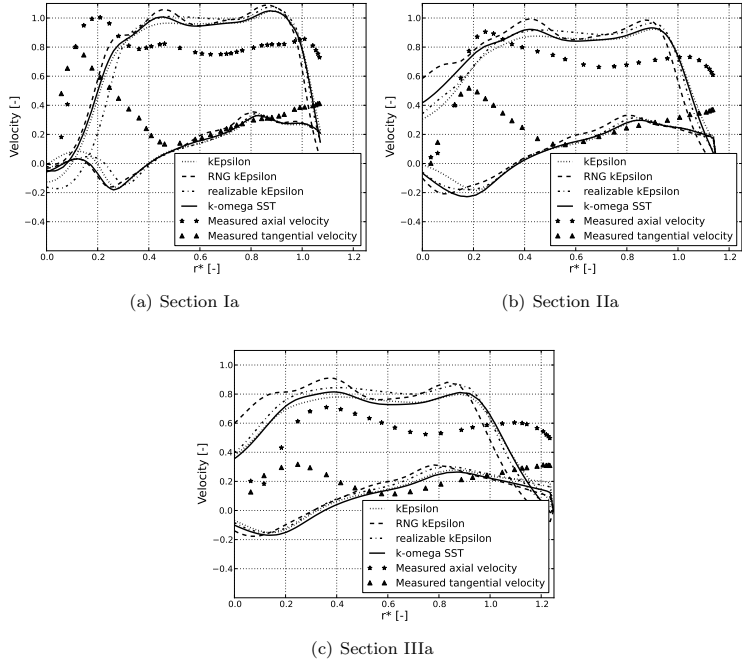 1.0
0.8
0.6
0.4
0.2
0.0
−0.2
−0.4
Velocity [-]
kEpsilon
RNG kEpsilon
realizable kEpsilon
k-omega SST
Measured axial velocity
Measured tangential velocity
0.0 0.2 0.4 0.6 0.8 1.0 1.2
r* [-]
(a) Section Ia
1.0
0.8
0.6
0.4
0.2
0.0
−0.2
−0.4
Velocity [-]
kEpsilon
RNG kEpsilon
realizable kEpsilon
k-omega SST
Measured axial velocity
Measured tangential velocity
0.0 0.2 0.4 0.6 0.8 1.0 1.2
r* [-]
(b) Section IIa
1.0
0.8
0.6
0.4
0.2
0.0
−0.2
−0.4
Velocity [-]
kEpsilon
RNG kEpsilon
realizable kEpsilon
k-omega SST
Measured axial velocity
Measured tangential velocity
0.0 0.2 0.4 0.6 0.8 1.0 1.2
r* [-]
(c) Section IIIa